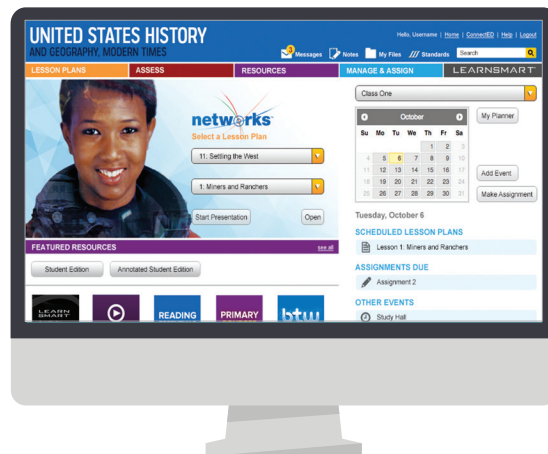 UNITED STATES HISTORY
AND GEOGRAPHY, MODERN TIMES
Hello, Username | Home | ConnectED | Help | Logout
3
Messages
Notes
My Files
Standards
Search
LESSON PLANS
ASSESS
RESOURCES
MANAGE & ASSIGN
LEARNSMART
networks
Select a Lesson Plan
11. Settling the West
1: Miners and Ranchers
Start Presentation
Open
FEATURED RESOURCES
see all
Student Edition
Annotated Student Edition
LEARN
SMART
READING
PRIMARY
btw
Class One
October
Su Mo Tu We Th Fr Sa
1 2 3
4 5 6 7 8 9 10
11 12 13 14 15 16 17
18 19 20 21 22 23 24
25 26 27 28 29 30 31
My Planner
Add Event
Make Assignment
Tuesday, October 6
SCHEDULED LESSON PLANS
Lesson 1: Miners and Ranchers
ASSIGNMENTS DUE
Assignment 2
OTHER EVENTS
Study Hall